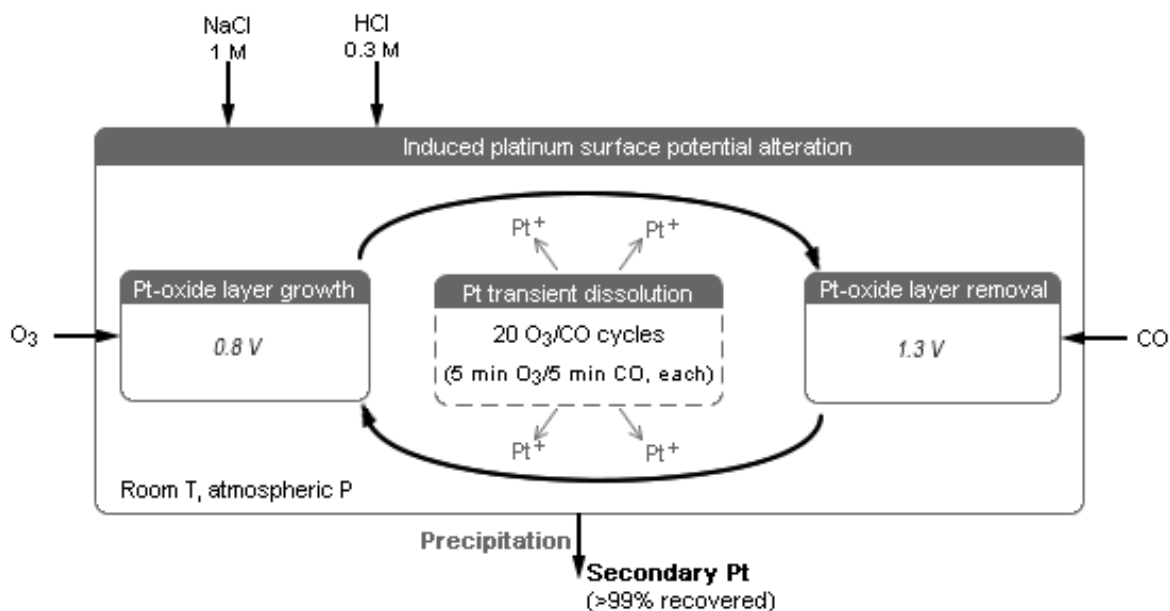 NaCl
1 M
HCl
0.3 M
Induced platinum surface potential alteration
Pt⁺
Pt⁺
Pt-oxide layer growth
Pt transient dissolution
Pt-oxide layer removal
O₃
0.8 V
20 O₃/CO cycles
(5 min O₃/5 min CO, each)
1.3 V
CO
Pt⁺
Pt⁺
Room T, atmospheric P
Precipitation
Secondary Pt
(>99% recovered)